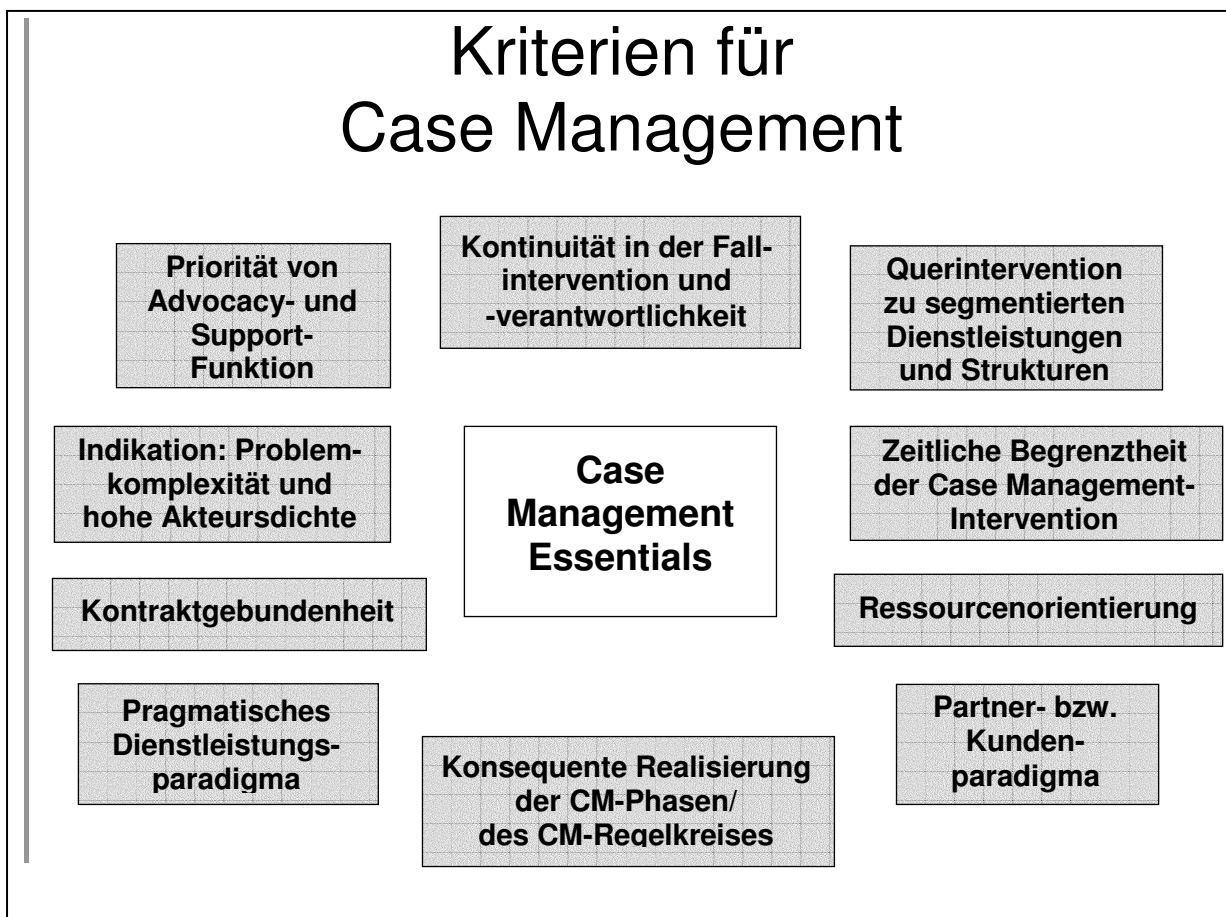 Kriterien für
Case Management
Priorität von
Advocacy- und
Support-
Funktion
Kontinuität in der Fall-
intervention und
-verantwortlichkeit
Querintervention
zu segmentierten
Dienstleistungen
und Strukturen
Indikation: Problem-
komplexität und
hohe Akteursdichte
Case
Management
Essentials
Zeitliche Begrenztheit
der Case Management-
Intervention
Kontraktgebundenheit
Ressourcenorientierung
Pragmatisches
Dienstleistungs-
paradigma
Konsequente Realisierung
der CM-Phasen/
des CM-Regelkreises
Partner- bzw.
Kunden-
paradigma